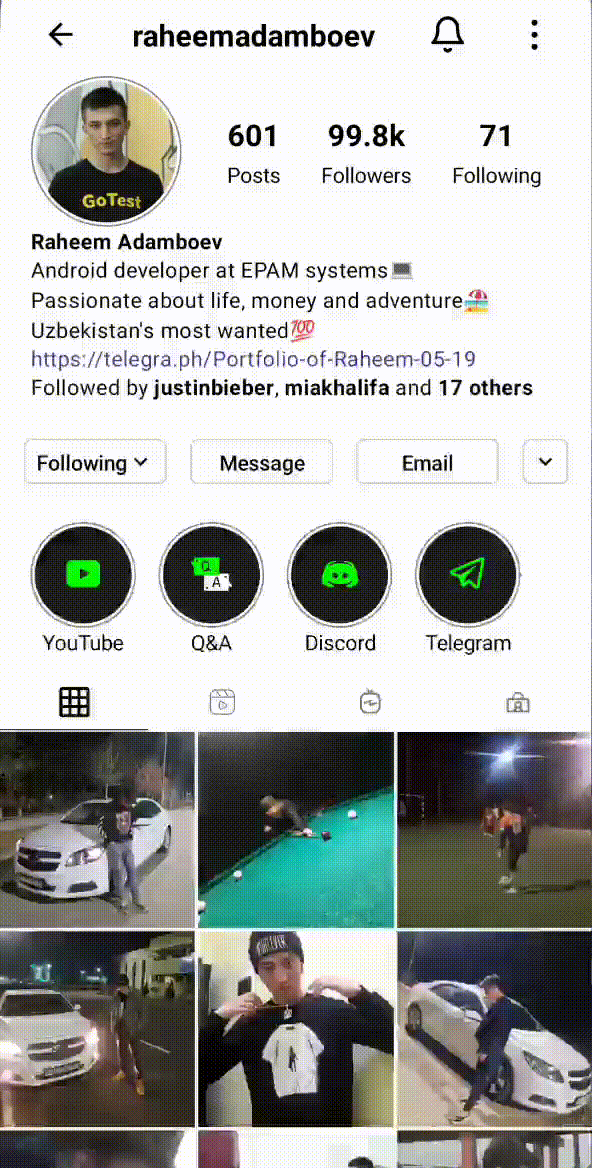 raheemadamboev
GoTest
601 99.8k 71
Posts Followers Following
Raheem Adamboev
Android developer at EPAM systems💻
Passionate about life, money and adventure🏖️
Uzbekistan's most wanted💯
https://telegra.ph/Portfolio-of-Raheem-05-19
Followed by justinbieber, miakhalifa and 17 others
Following Message Email
Q
A
YouTube Q&A Discord Telegram